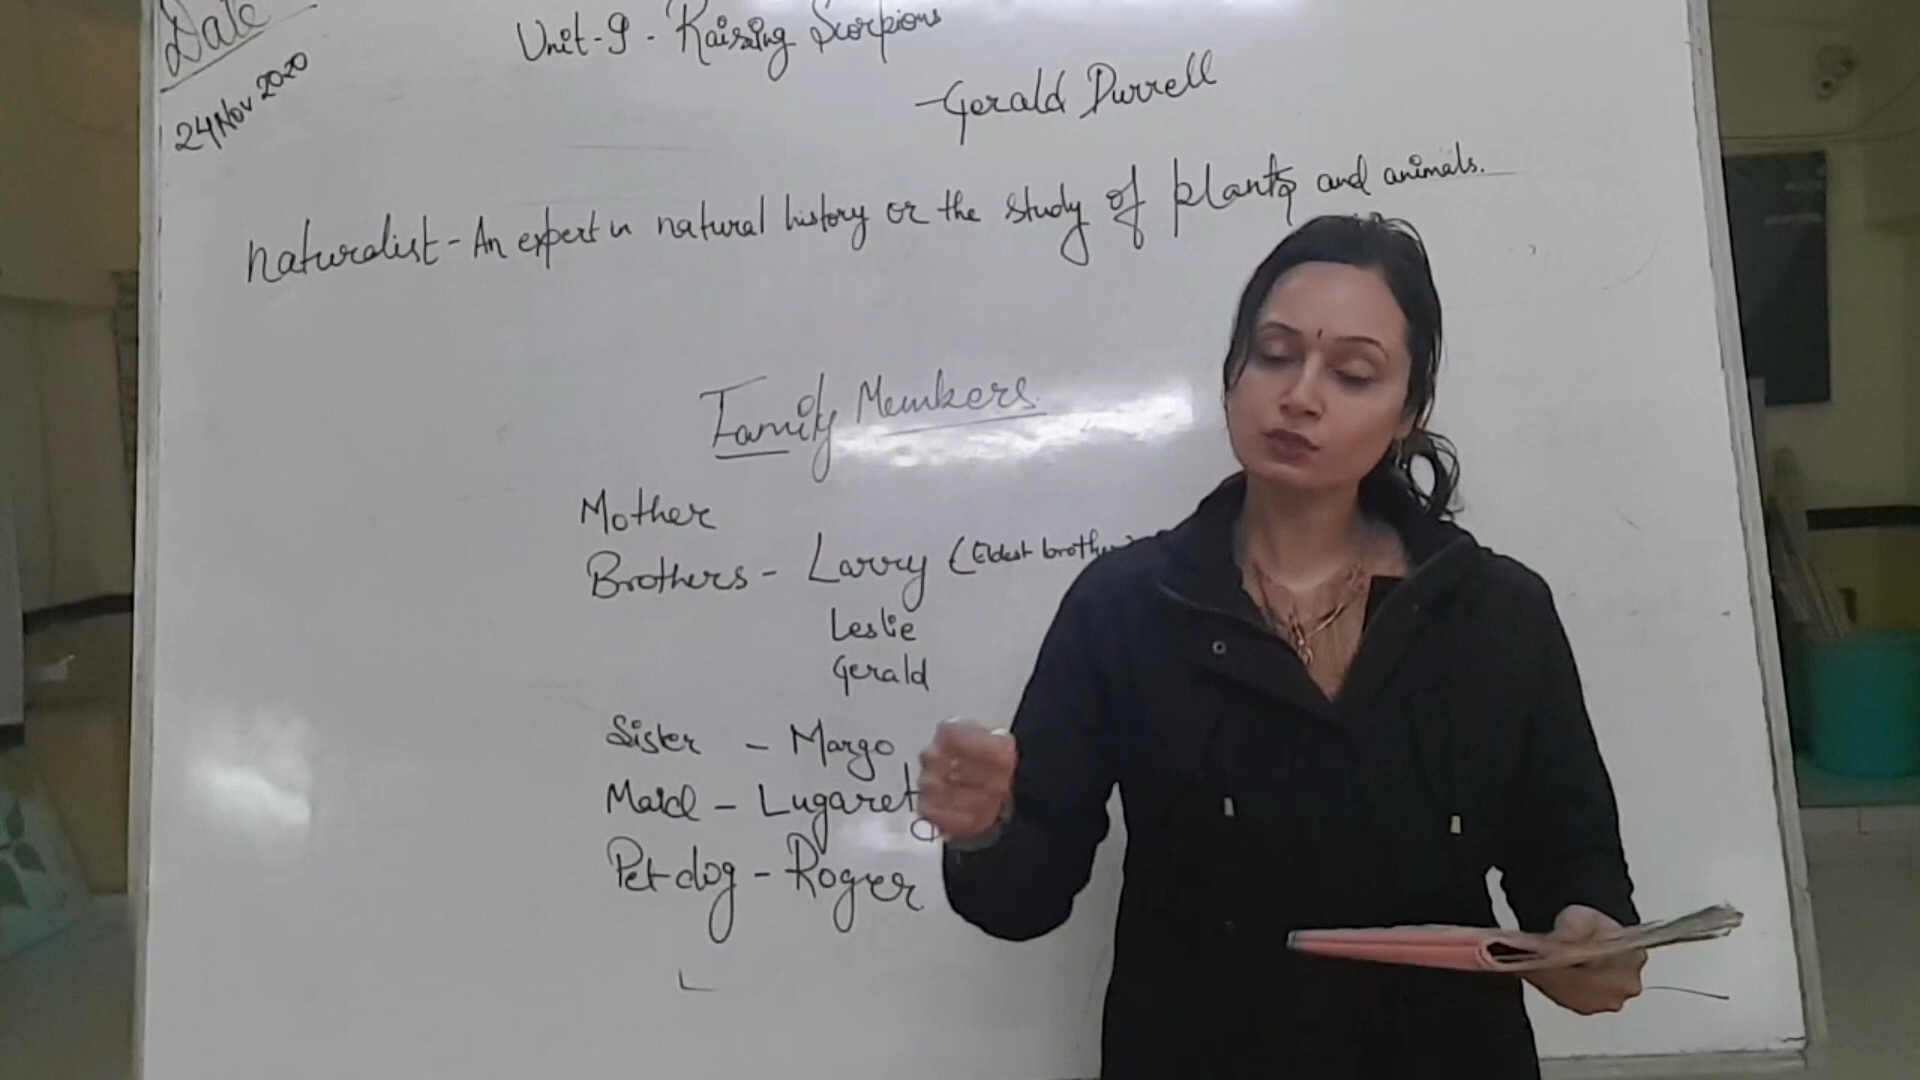 Date
24 Nov 2020
Unit-9 - Raising Scorpions
- Gerald Durrell
Naturalist - An expert in natural history or the study of plants and animals.
Family Members
Mother
Brothers - Larry (Eldest brother)
Leslie
Gerald
Sister - Margo
Maid - Lugaret
Pet dog - Roger